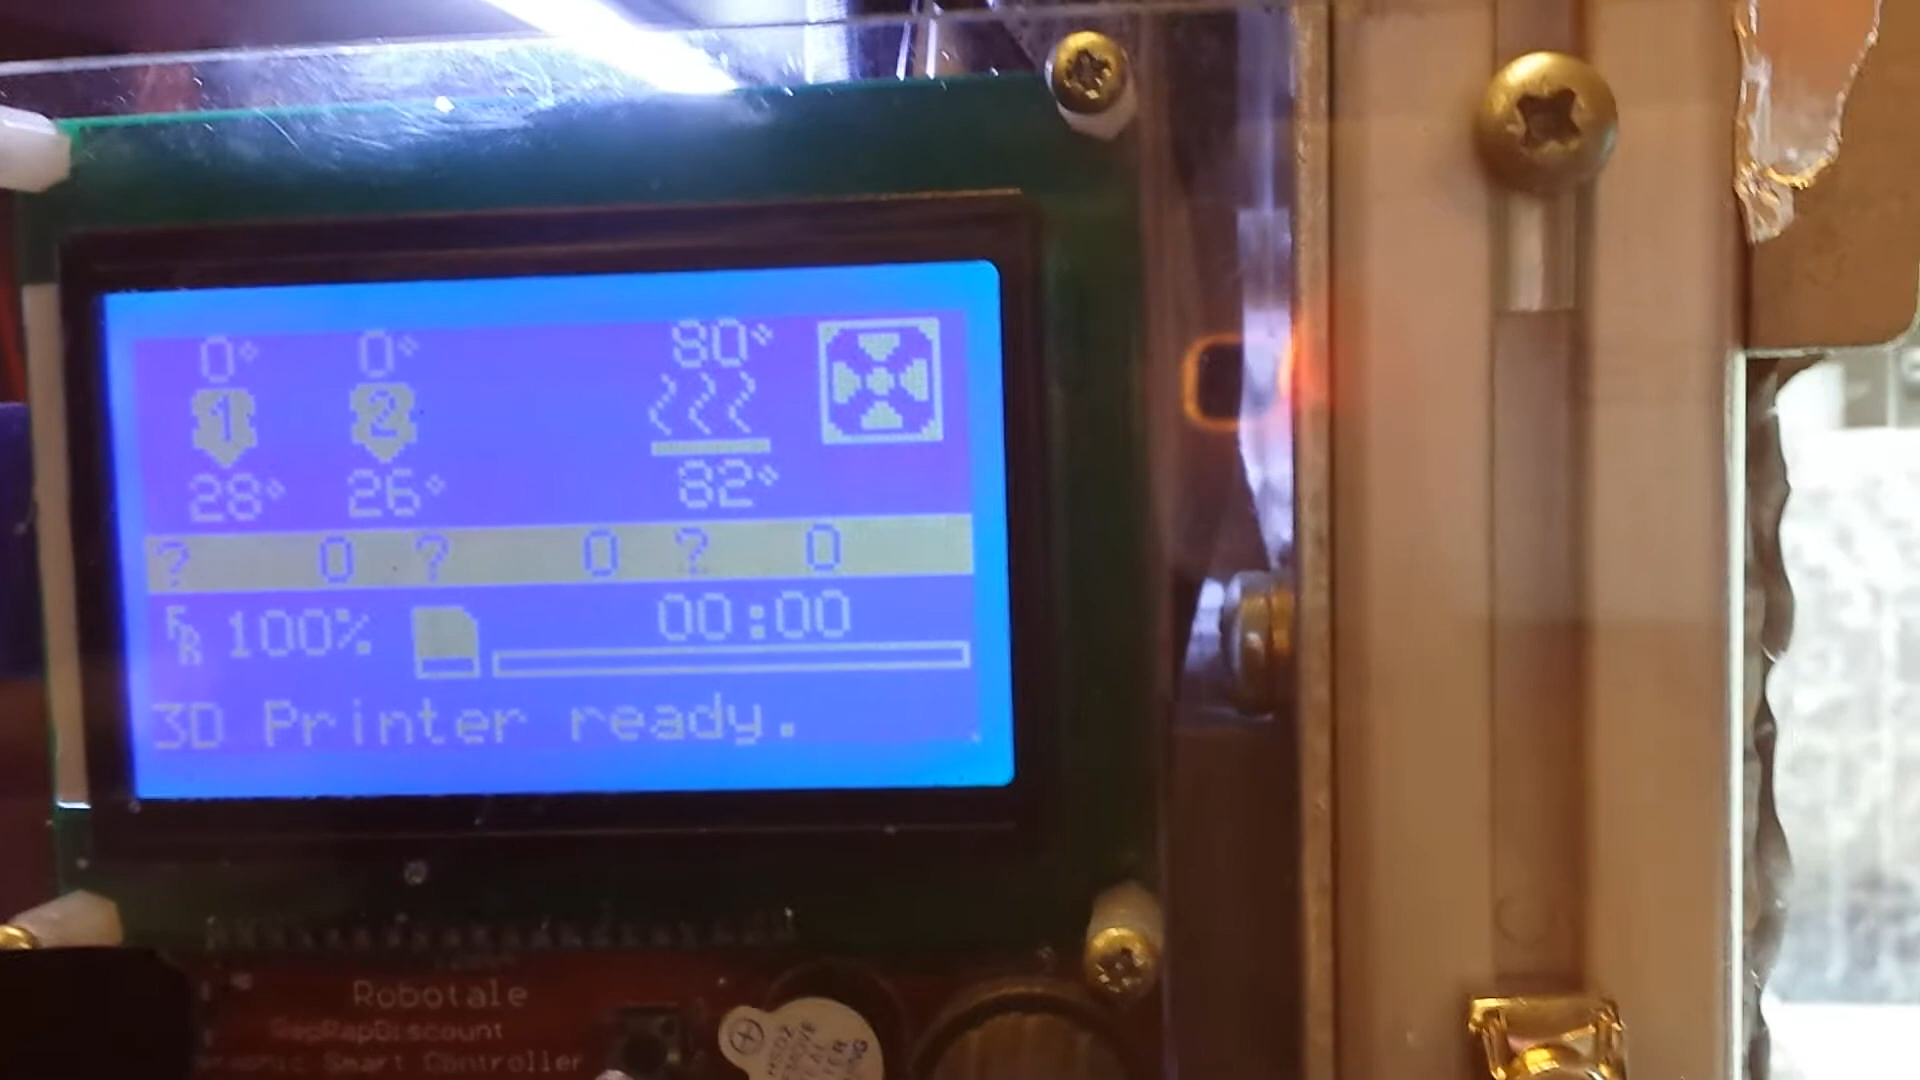 0° 0° 80°
1 2
28° 26° 82°
? 0 ? 0 ? 0
FR 100% 00:00
3D Printer ready.
Robotale
RepRapDiscount
Smart Controller